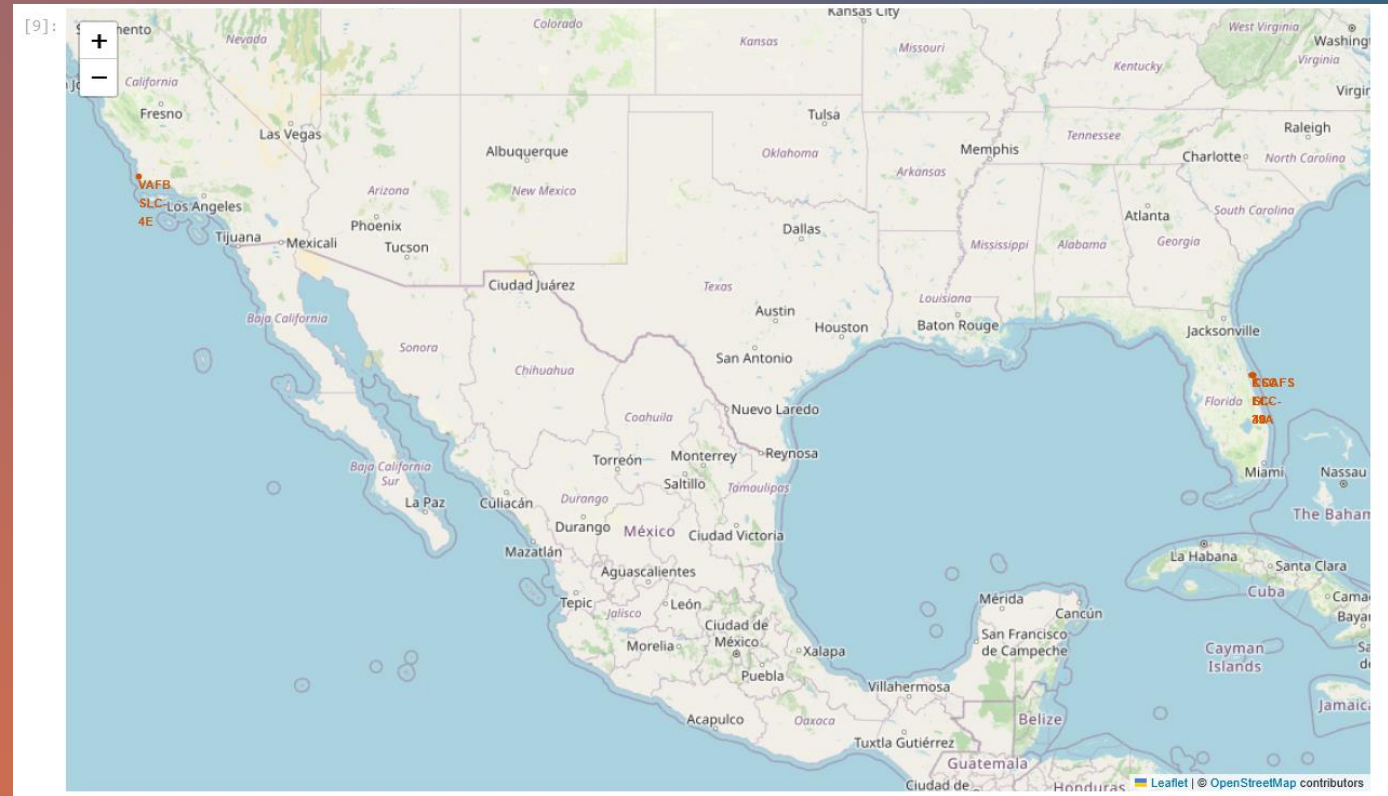 [9]:
+
−
Nevada
Colorado
Kansas City
Kansas
Missouri
West Virginia
Kentucky
Virginia
California
Fresno
Las Vegas
Tulsa
Tennessee
Raleigh
Albuquerque
Oklahoma
Memphis
Charlotte
North Carolina
Arkansas
VAFB
SLC-
4E
Los Angeles
Arizona
New Mexico
Phoenix
Atlanta
South Carolina
Tijuana
Mexicali
Tucson
Dallas
Mississippi
Alabama
Georgia
Ciudad Juárez
Texas
Louisiana
Austin
Houston
Baton Rouge
Jacksonville
Baja California
Sonora
Chihuahua
San Antonio
Florida
Coahuila
Nuevo Laredo
Torreón
Monterrey
Reynosa
Baja California
Sur
Saltillo
Tamaulipas
Miami
Nassau
La Paz
Culiacán
Durango
The Baham
Durango
México
Ciudad Victoria
Mazatlán
La Habana
Santa Clara
Aguascalientes
Cuba
Tepic
Jalisco
León
Mérida
Cancún
Ciudad de
México
San Francisco
de Campeche
Morelia
Xalapa
Cayman
Islands
Puebla
Villahermosa
Acapulco
Oaxaca
Belize
Jamaica
Tuxtla Gutiérrez
Guatemala
Ciudad de
Honduras
Leaflet | © OpenStreetMap contributors